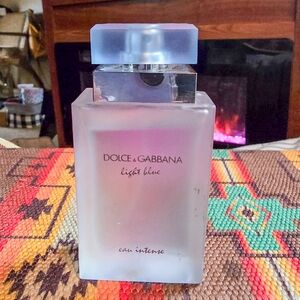 DOLCE & GABBANA
light blue
eau intense